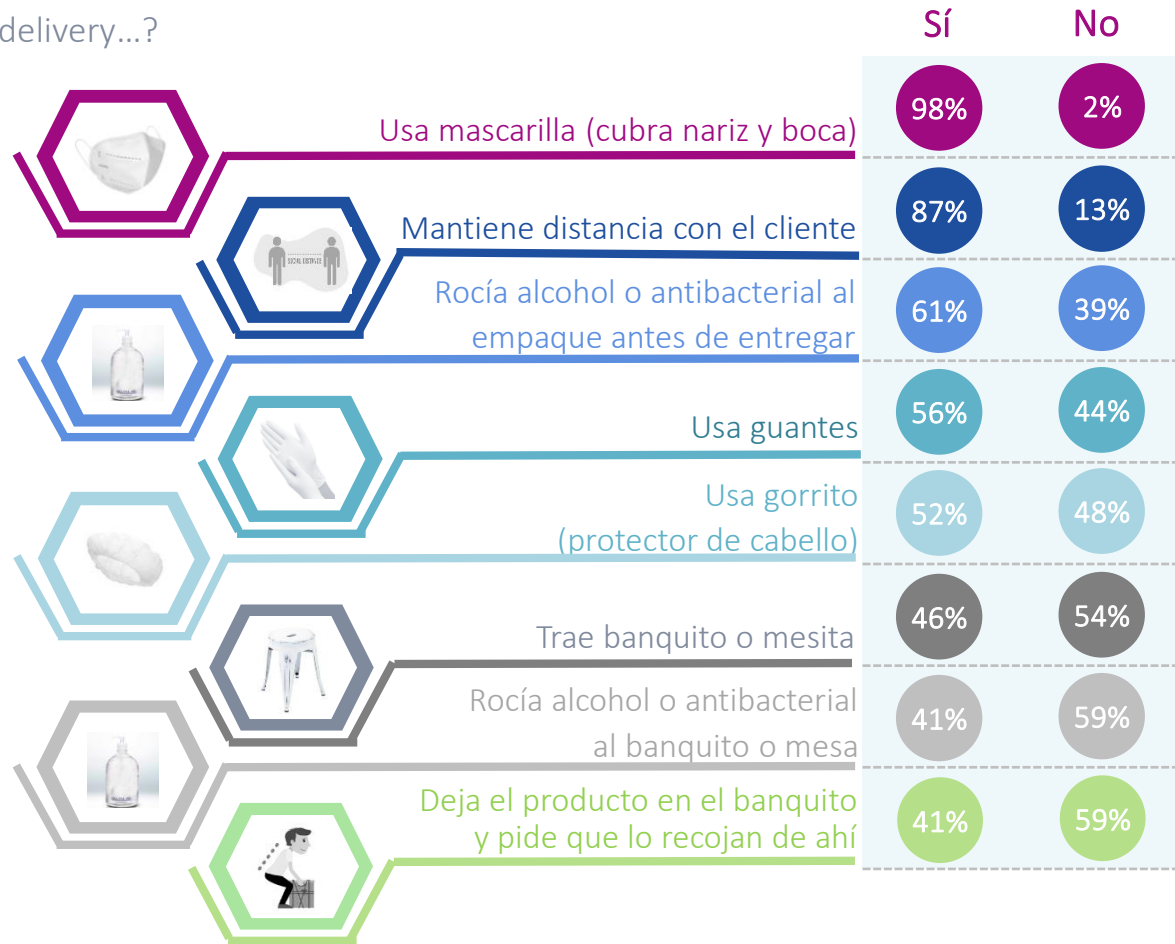 delivery...?
Sí No
Usa mascarilla (cubra nariz y boca) 98% 2%
Mantiene distancia con el cliente 87% 13%
SOCIAL DISTANCE
Rocía alcohol o antibacterial al
empaque antes de entregar 61% 39%
Usa guantes 56% 44%
Usa gorrito
(protector de cabello) 52% 48%
Trae banquito o mesita 46% 54%
Rocía alcohol o antibacterial
al banquito o mesa 41% 59%
Deja el producto en el banquito
y pide que lo recojan de ahí 41% 59%